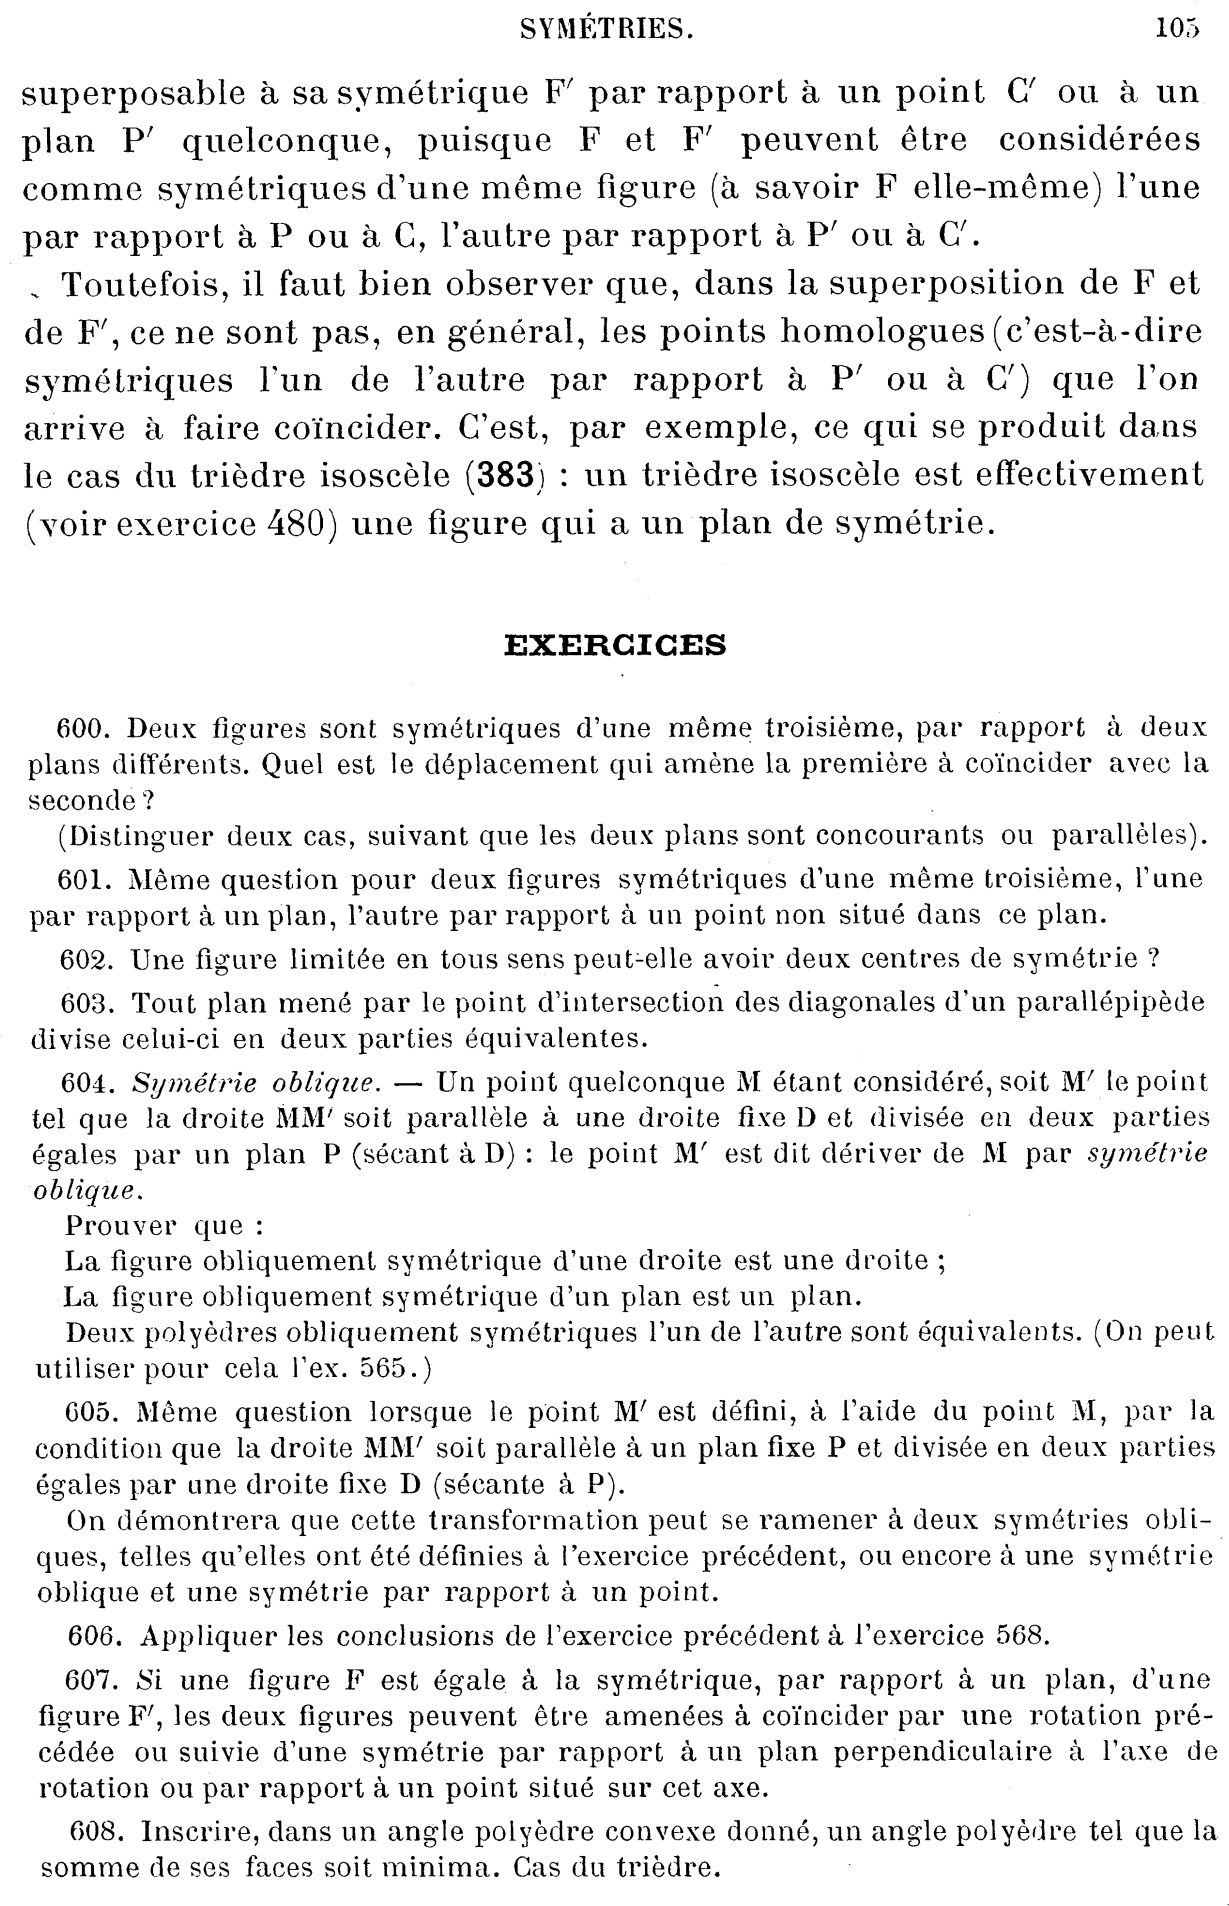 SYMÉTRIES. 105
superposable à sa symétrique F′ par rapport à un point C′ ou à un
plan P′ quelconque, puisque F et F′ peuvent être considérées
comme symétriques d'une même figure (à savoir F elle-même) l'une
par rapport à P ou à C, l'autre par rapport à P′ ou à C′.
Toutefois, il faut bien observer que, dans la superposition de F et
de F′, ce ne sont pas, en général, les points homologues (c'est-à-dire
symétriques l'un de l'autre par rapport à P′ ou à C′) que l'on
arrive à faire coïncider. C'est, par exemple, ce qui se produit dans
le cas du trièdre isoscèle (383) : un trièdre isoscèle est effectivement
(voir exercice 480) une figure qui a un plan de symétrie.
EXERCICES
600. Deux figures sont symétriques d'une même troisième, par rapport à deux
plans différents. Quel est le déplacement qui amène la première à coïncider avec la
seconde ?
(Distinguer deux cas, suivant que les deux plans sont concourants ou parallèles).
601. Même question pour deux figures symétriques d'une même troisième, l'une
par rapport à un plan, l'autre par rapport à un point non situé dans ce plan.
602. Une figure limitée en tous sens peut-elle avoir deux centres de symétrie ?
603. Tout plan mené par le point d'intersection des diagonales d'un parallépipède
divise celui-ci en deux parties équivalentes.
604. Symétrie oblique. — Un point quelconque M étant considéré, soit M′ le point
tel que la droite MM′ soit parallèle à une droite fixe D et divisée en deux parties
égales par un plan P (sécant à D) : le point M′ est dit dériver de M par symétrie
oblique.
Prouver que :
La figure obliquement symétrique d'une droite est une droite ;
La figure obliquement symétrique d'un plan est un plan.
Deux polyèdres obliquement symétriques l'un de l'autre sont équivalents. (On peut
utiliser pour cela l'ex. 565.)
605. Même question lorsque le point M′ est défini, à l'aide du point M, par la
condition que la droite MM′ soit parallèle à un plan fixe P et divisée en deux parties
égales par une droite fixe D (sécante à P).
On démontrera que cette transformation peut se ramener à deux symétries obli-
ques, telles qu'elles ont été définies à l'exercice précédent, ou encore à une symétrie
oblique et une symétrie par rapport à un point.
606. Appliquer les conclusions de l'exercice précédent à l'exercice 568.
607. Si une figure F est égale à la symétrique, par rapport à un plan, d'une
figure F′, les deux figures peuvent être amenées à coïncider par une rotation pré-
cédée ou suivie d'une symétrie par rapport à un plan perpendiculaire à l'axe de
rotation ou par rapport à un point situé sur cet axe.
608. Inscrire, dans un angle polyèdre convexe donné, un angle polyèdre tel que la
somme de ses faces soit minima. Cas du trièdre.